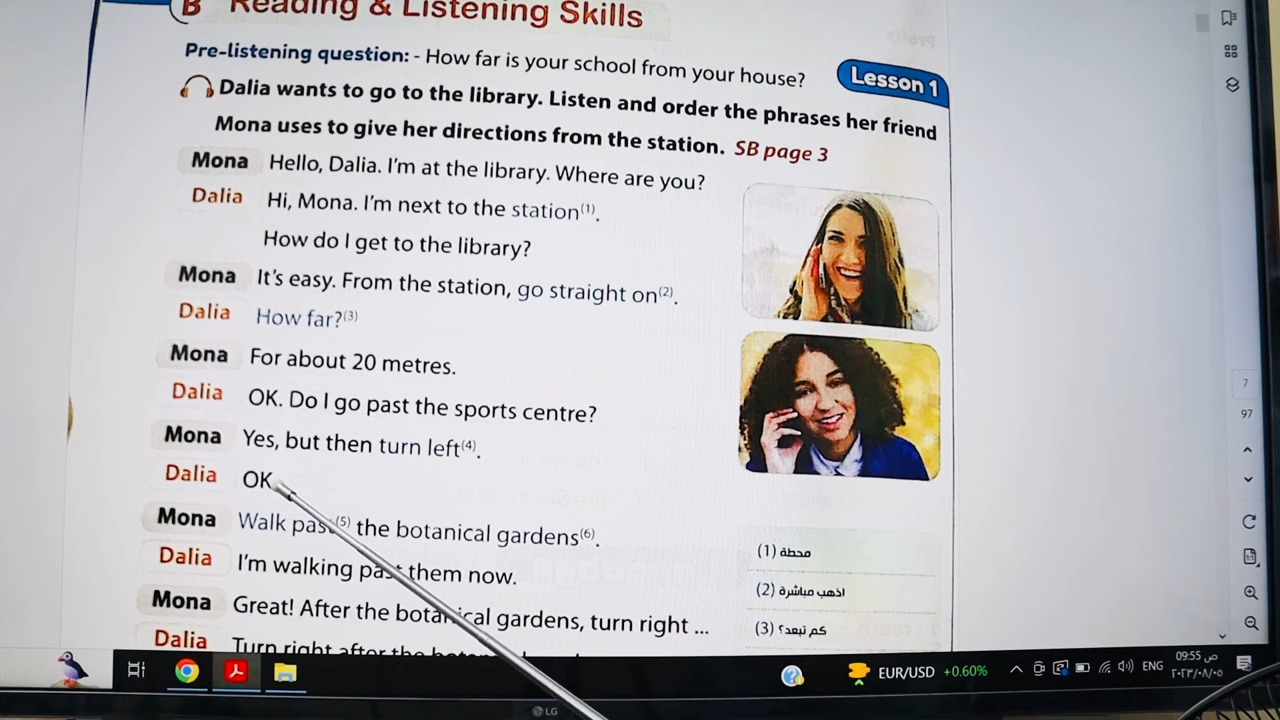 B Reading & Listening Skills
Pre-listening question: - How far is your school from your house?
Lesson 1
Dalia wants to go to the library. Listen and order the phrases her friend
Mona uses to give her directions from the station. SB page 3
Mona Hello, Dalia. I'm at the library. Where are you?
Dalia Hi, Mona. I'm next to the station(1).
How do I get to the library?
Mona It's easy. From the station, go straight on(2).
Dalia How far?(3)
Mona For about 20 metres.
Dalia OK. Do I go past the sports centre?
Mona Yes, but then turn left(4).
Dalia OK
Mona Walk past(5) the botanical gardens(6).
Dalia I'm walking past them now.
Mona Great! After the botanical gardens, turn right ...
Dalia Turn right after the
(1) محطة
(2) اذهب مباشرة
(3) كم تبعد؟
7
97
EUR/USD +0.60%
ENG
09:55 ص
٢٠٢٣/٠٨/٠٥
LG